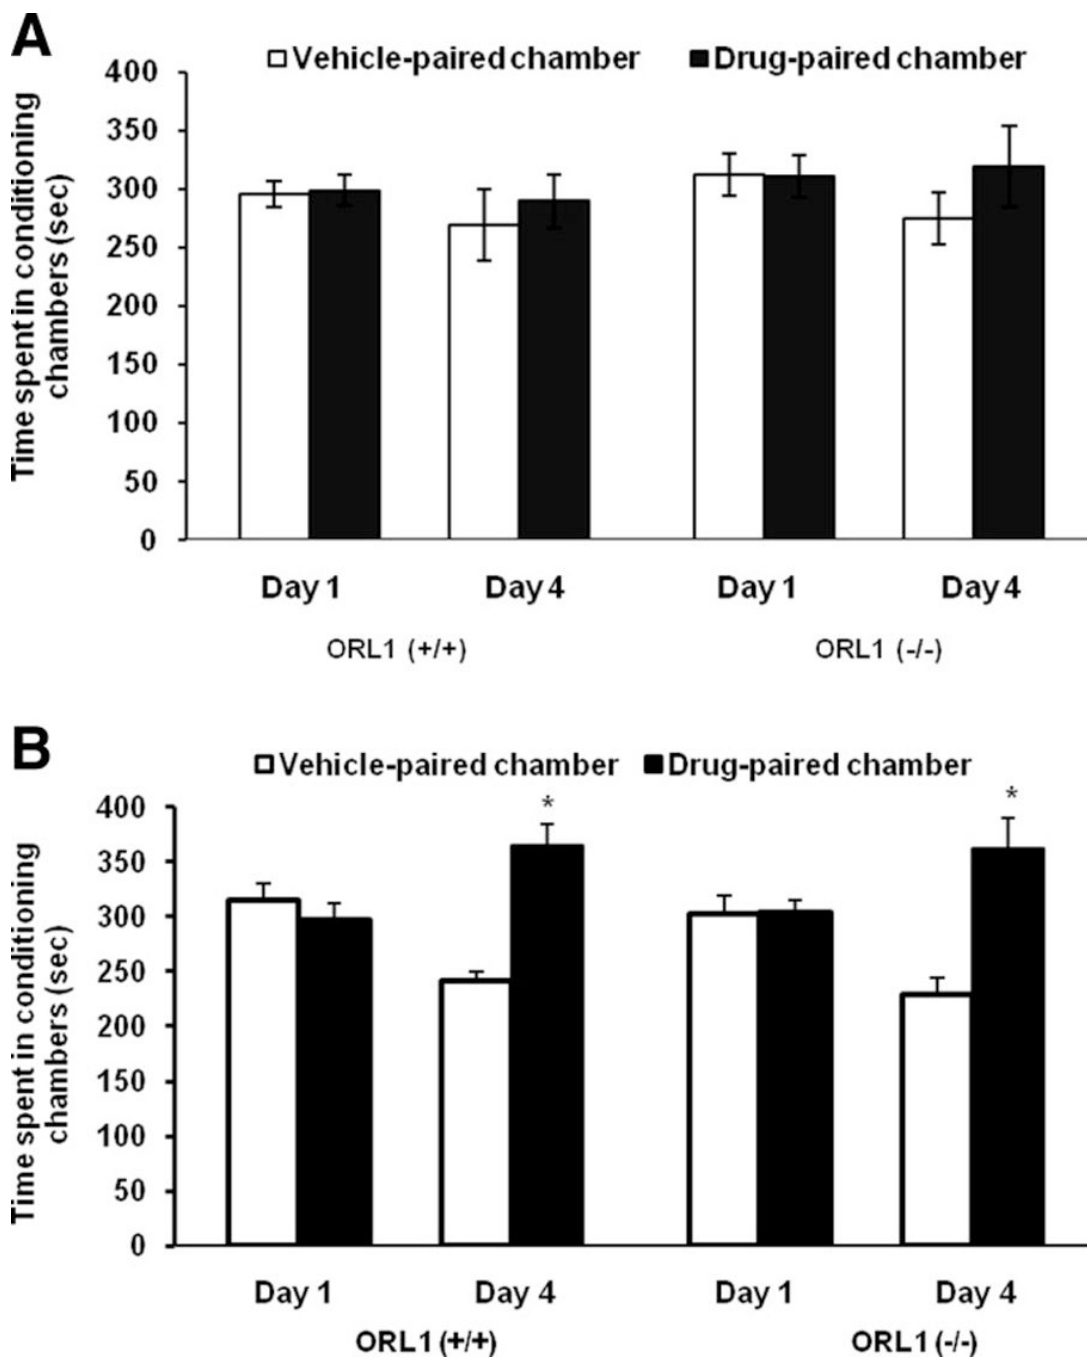 A
Vehicle-paired chamber Drug-paired chamber
Time spent in conditioning
chambers (sec)
400
350
300
250
200
150
100
50
0
Day 1 Day 4 Day 1 Day 4
ORL1 (+/+) ORL1 (-/-)
B
Vehicle-paired chamber Drug-paired chamber
Time spent in conditioning
chambers (sec)
400
350
300
250
200
150
100
50
0
* *
Day 1 Day 4 Day 1 Day 4
ORL1 (+/+) ORL1 (-/-)